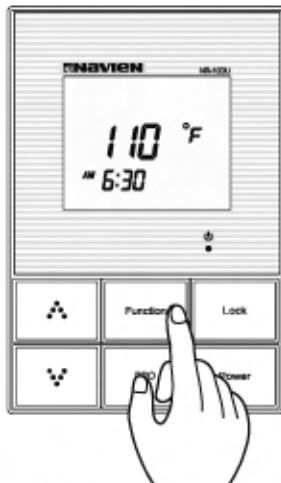 NAVIEN NR-100U
110 °F
AM 6:30
Function Lock
Power